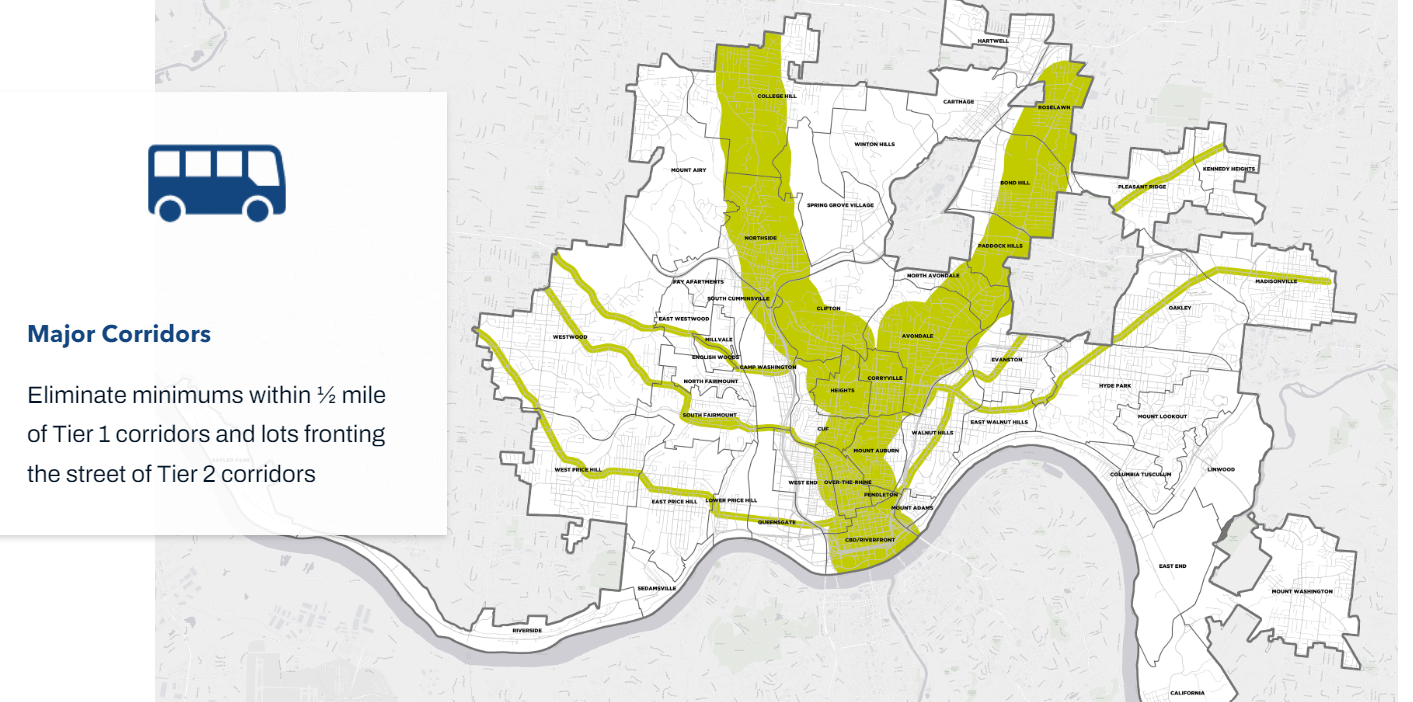 Major Corridors
Eliminate minimums within ½ mile
of Tier 1 corridors and lots fronting
the street of Tier 2 corridors
HARTWELL
COLLEGE HILL
CARTHAGE
ROSELAWN
WINTON HILLS
MOUNT AIRY
KENNEDY HEIGHTS
BOND HILL
PLEASANT RIDGE
SPRING GROVE VILLAGE
NORTHSIDE
PADDOCK HILLS
NORTH AVONDALE
FAY APARTMENTS
MADISONVILLE
SOUTH CUMMINSVILLE
CLIFTON
OAKLEY
EAST WESTWOOD
WESTWOOD
AVONDALE
MILLVALE
ENGLISH WOODS
EVANSTON
CAMP WASHINGTON
NORTH FAIRMOUNT
CORRYVILLE
HYDE PARK
HEIGHTS
SOUTH FAIRMOUNT
MOUNT LOOKOUT
EAST WALNUT HILLS
CUF
WALNUT HILLS
MOUNT AUBURN
WEST PRICE HILL
LINWOOD
COLUMBIA TUSCULUM
WEST END
OVER-THE-RHINE
PENDLETON
EAST PRICE HILL
LOWER PRICE HILL
MOUNT ADAMS
QUEENSGATE
CBD/RIVERFRONT
EAST END
SEDAMSVILLE
MOUNT WASHINGTON
RIVERSIDE
CALIFORNIA